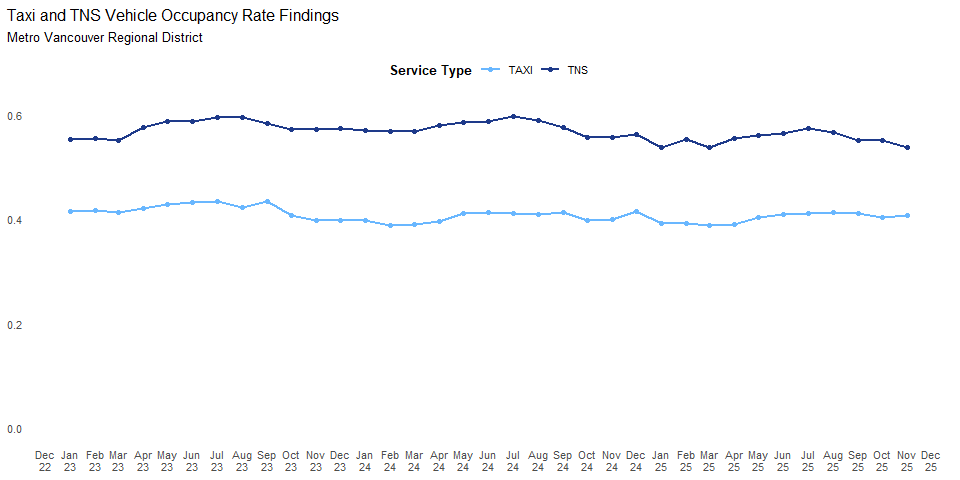 Taxi and TNS Vehicle Occupancy Rate Findings
Metro Vancouver Regional District
Service Type TAXI TNS
0.6
0.4
0.2
0.0
Dec Jan Feb Mar Apr May Jun Jul Aug Sep Oct Nov Dec Jan Feb Mar Apr May Jun Jul Aug Sep Oct Nov Dec Jan Feb Mar Apr May Jun Jul Aug Sep Oct Nov Dec
22 23 23 23 23 23 23 23 23 23 23 23 23 24 24 24 24 24 24 24 24 24 24 24 24 25 25 25 25 25 25 25 25 25 25 25 25